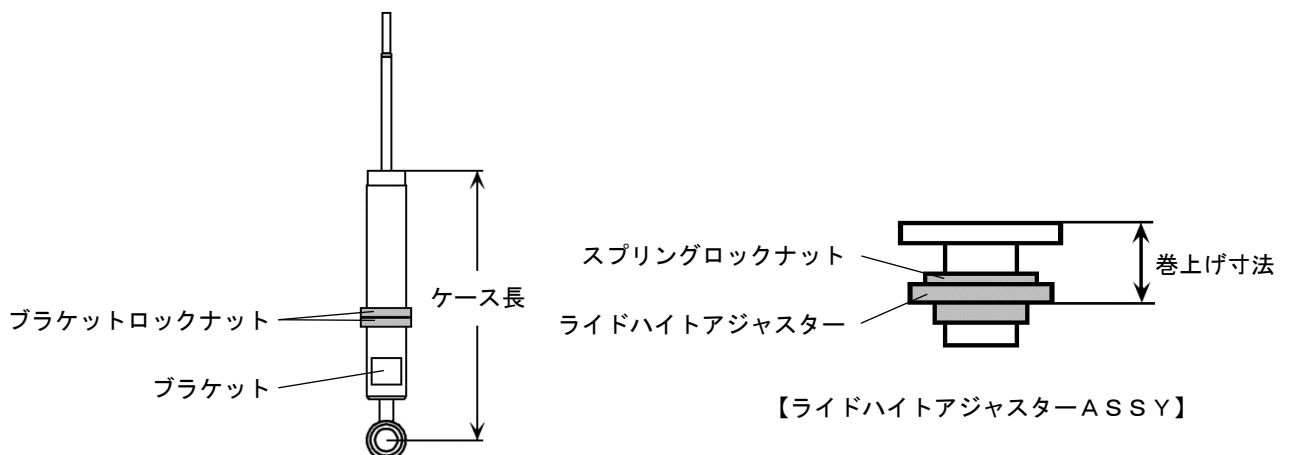 ケース長
ブラケットロックナット
ブラケット
スプリングロックナット
巻上げ寸法
ライドハイトアジャスター
【ライドハイトアジャスターＡＳＳＹ】